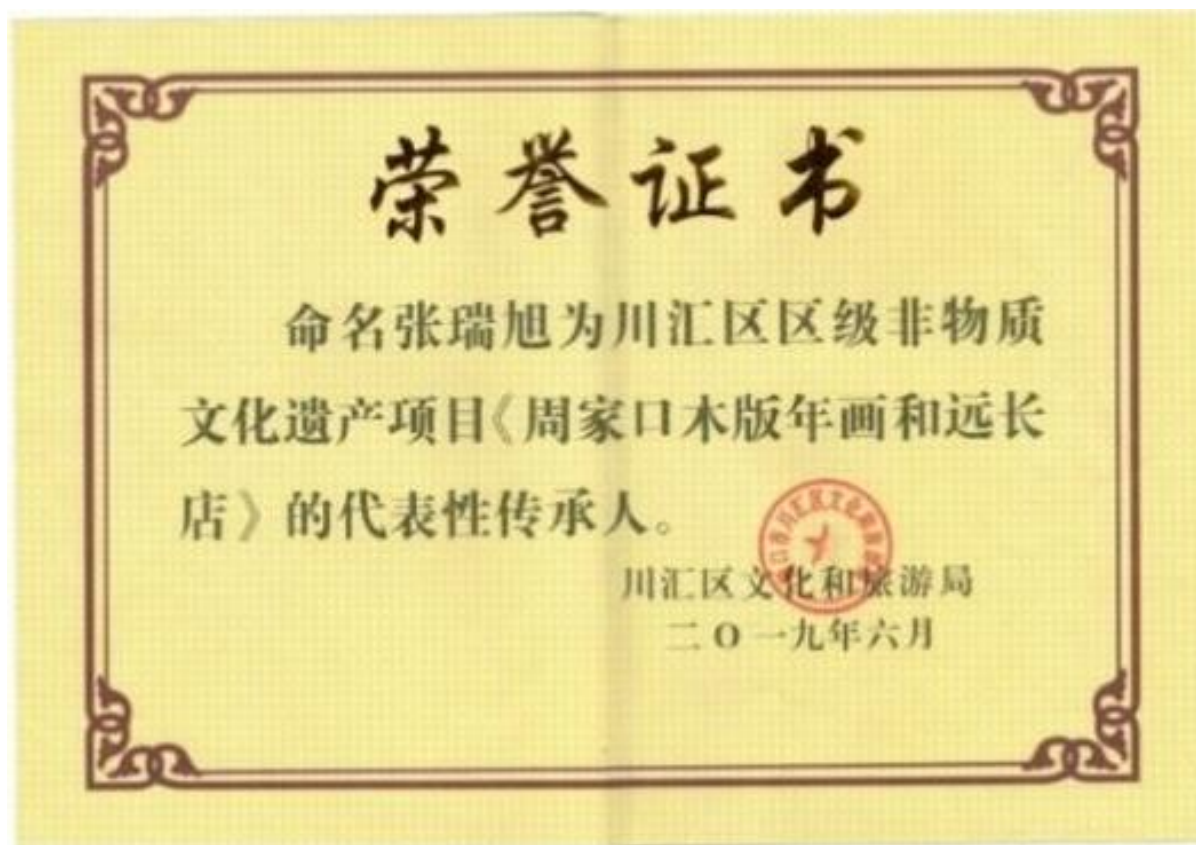 荣誉证书
命名张瑞旭为川汇区区级非物质
文化遗产项目《周家口木版年画和远长
店》的代表性传承人。
川汇区文化和旅游局
二O一九年六月